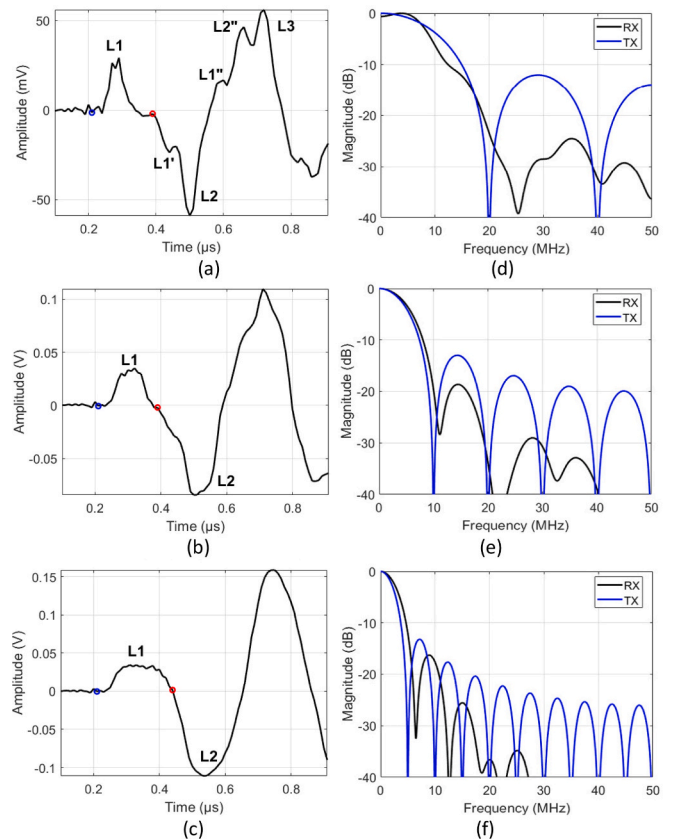 L1
L1'
L2
L1"
L2"
L3
50
0
-50
Amplitude (mV)
0.2
0.4
0.6
0.8
Time (µs)
(a)
RX
TX
0
-10
-20
-30
-40
Magnitude (dB)
0
10
20
30
40
50
Frequency (MHz)
(d)
L1
L2
0.1
0.05
0
-0.05
Amplitude (V)
0.2
0.4
0.6
0.8
Time (µs)
(b)
RX
TX
0
-10
-20
-30
-40
Magnitude (dB)
0
10
20
30
40
50
Frequency (MHz)
(e)
L1
L2
0.15
0.1
0.05
0
-0.05
-0.1
Amplitude (V)
0.2
0.4
0.6
0.8
Time (µs)
(c)
RX
TX
0
-10
-20
-30
-40
Magnitude (dB)
0
10
20
30
40
50
Frequency (MHz)
(f)